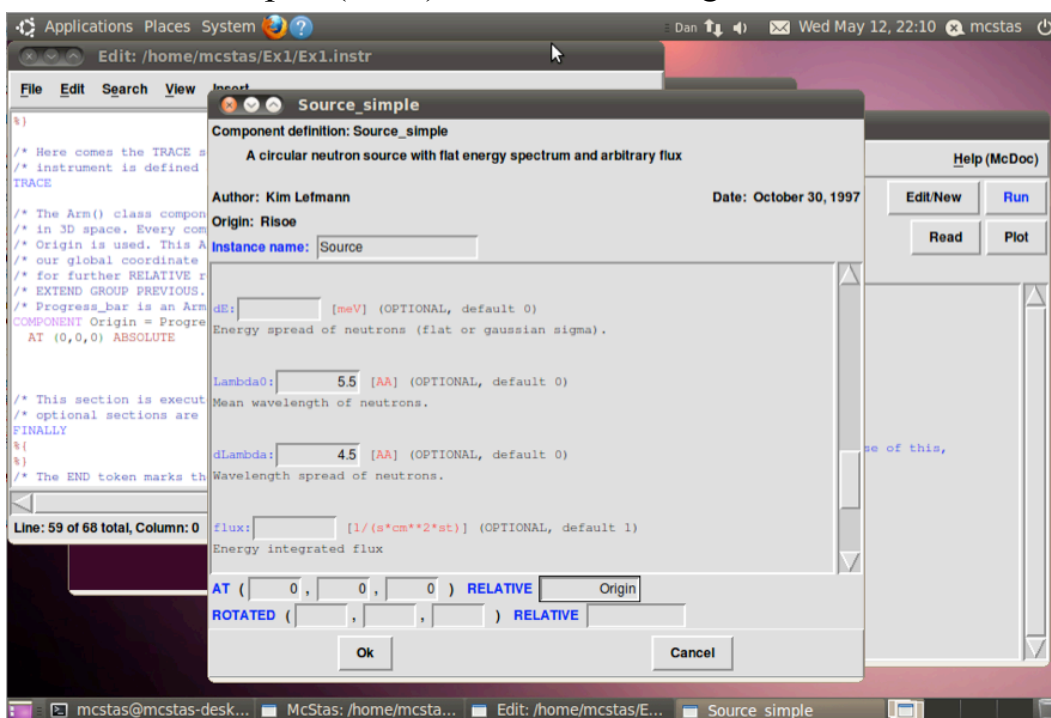 Applications Places System Dan Wed May 12, 22:10 mcstas
Edit: /home/mcstas/Ex1/Ex1.instr
File Edit Search View Insert
Source_simple
%}
/* Here comes the TRACE s
/* instrument is defined
TRACE
/* The Arm() class compon
/* in 3D space. Every com
/* Origin is used. This A
/* our global coordinate
/* for further RELATIVE r
/* EXTEND GROUP PREVIOUS.
/* Progress_bar is an Arm
COMPONENT Origin = Progre
AT (0,0,0) ABSOLUTE
/* This section is execut
/* optional sections are
FINALLY
%{
%}
/* The END token marks th
Line: 59 of 68 total, Column: 0
Component definition: Source_simple
A circular neutron source with flat energy spectrum and arbitrary flux
Author: Kim Lefmann Date: October 30, 1997
Origin: Risoe
Instance name: Source
dE: [meV] (OPTIONAL, default 0)
Energy spread of neutrons (flat or gaussian sigma).
Lambda0: 5.5 [AA] (OPTIONAL, default 0)
Mean wavelength of neutrons.
dLambda: 4.5 [AA] (OPTIONAL, default 0)
Wavelength spread of neutrons.
flux: [1/(s*cm**2*st)] (OPTIONAL, default 1)
Energy integrated flux
AT ( 0 , 0 , 0 ) RELATIVE Origin
ROTATED ( , , ) RELATIVE
Ok Cancel
Help (McDoc)
Edit/New Run
Read Plot
se of this,
mcstas@mcstas-desk... McStas: /home/mcsta... Edit: /home/mcstas/E... Source_simple